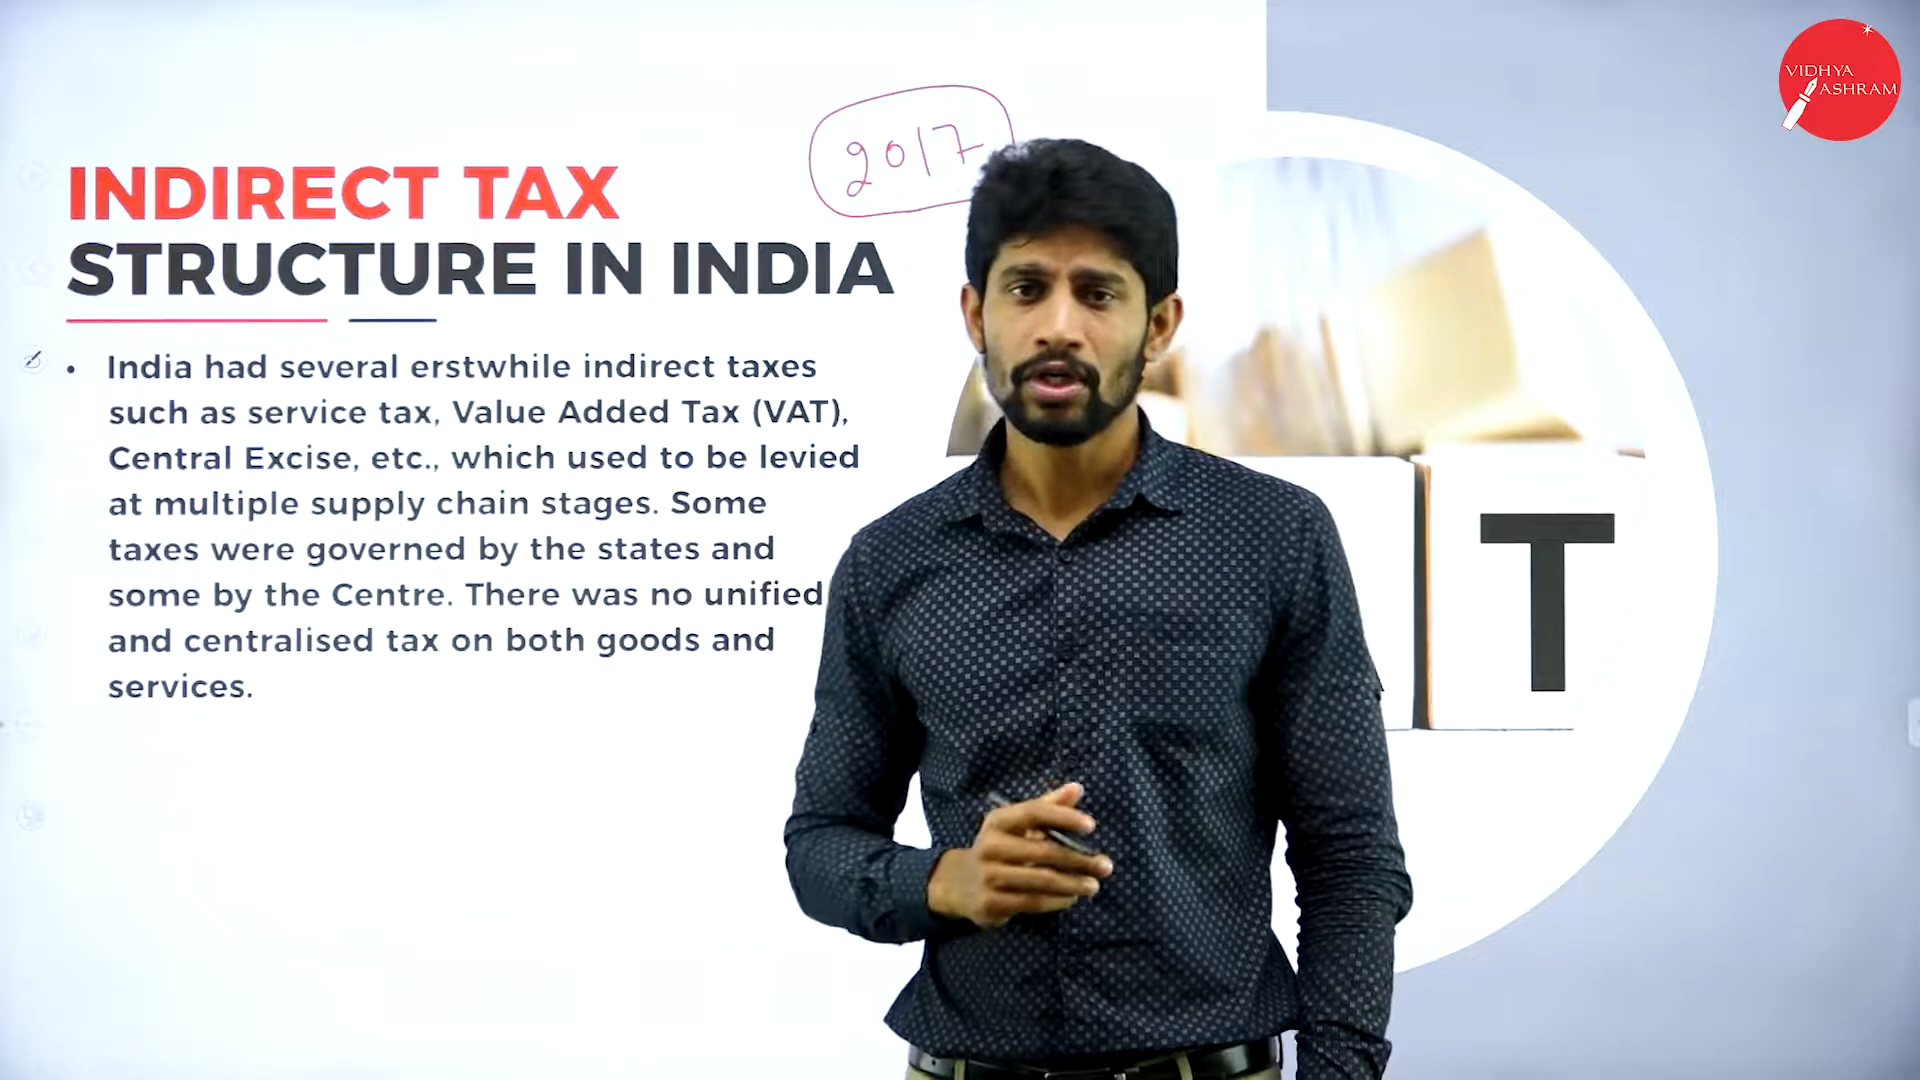 VIDHYA
ASHRAM
2017
INDIRECT TAX
STRUCTURE IN INDIA
• India had several erstwhile indirect taxes
such as service tax, Value Added Tax (VAT),
Central Excise, etc., which used to be levied
at multiple supply chain stages. Some
taxes were governed by the states and
some by the Centre. There was no unified
and centralised tax on both goods and
services.
T